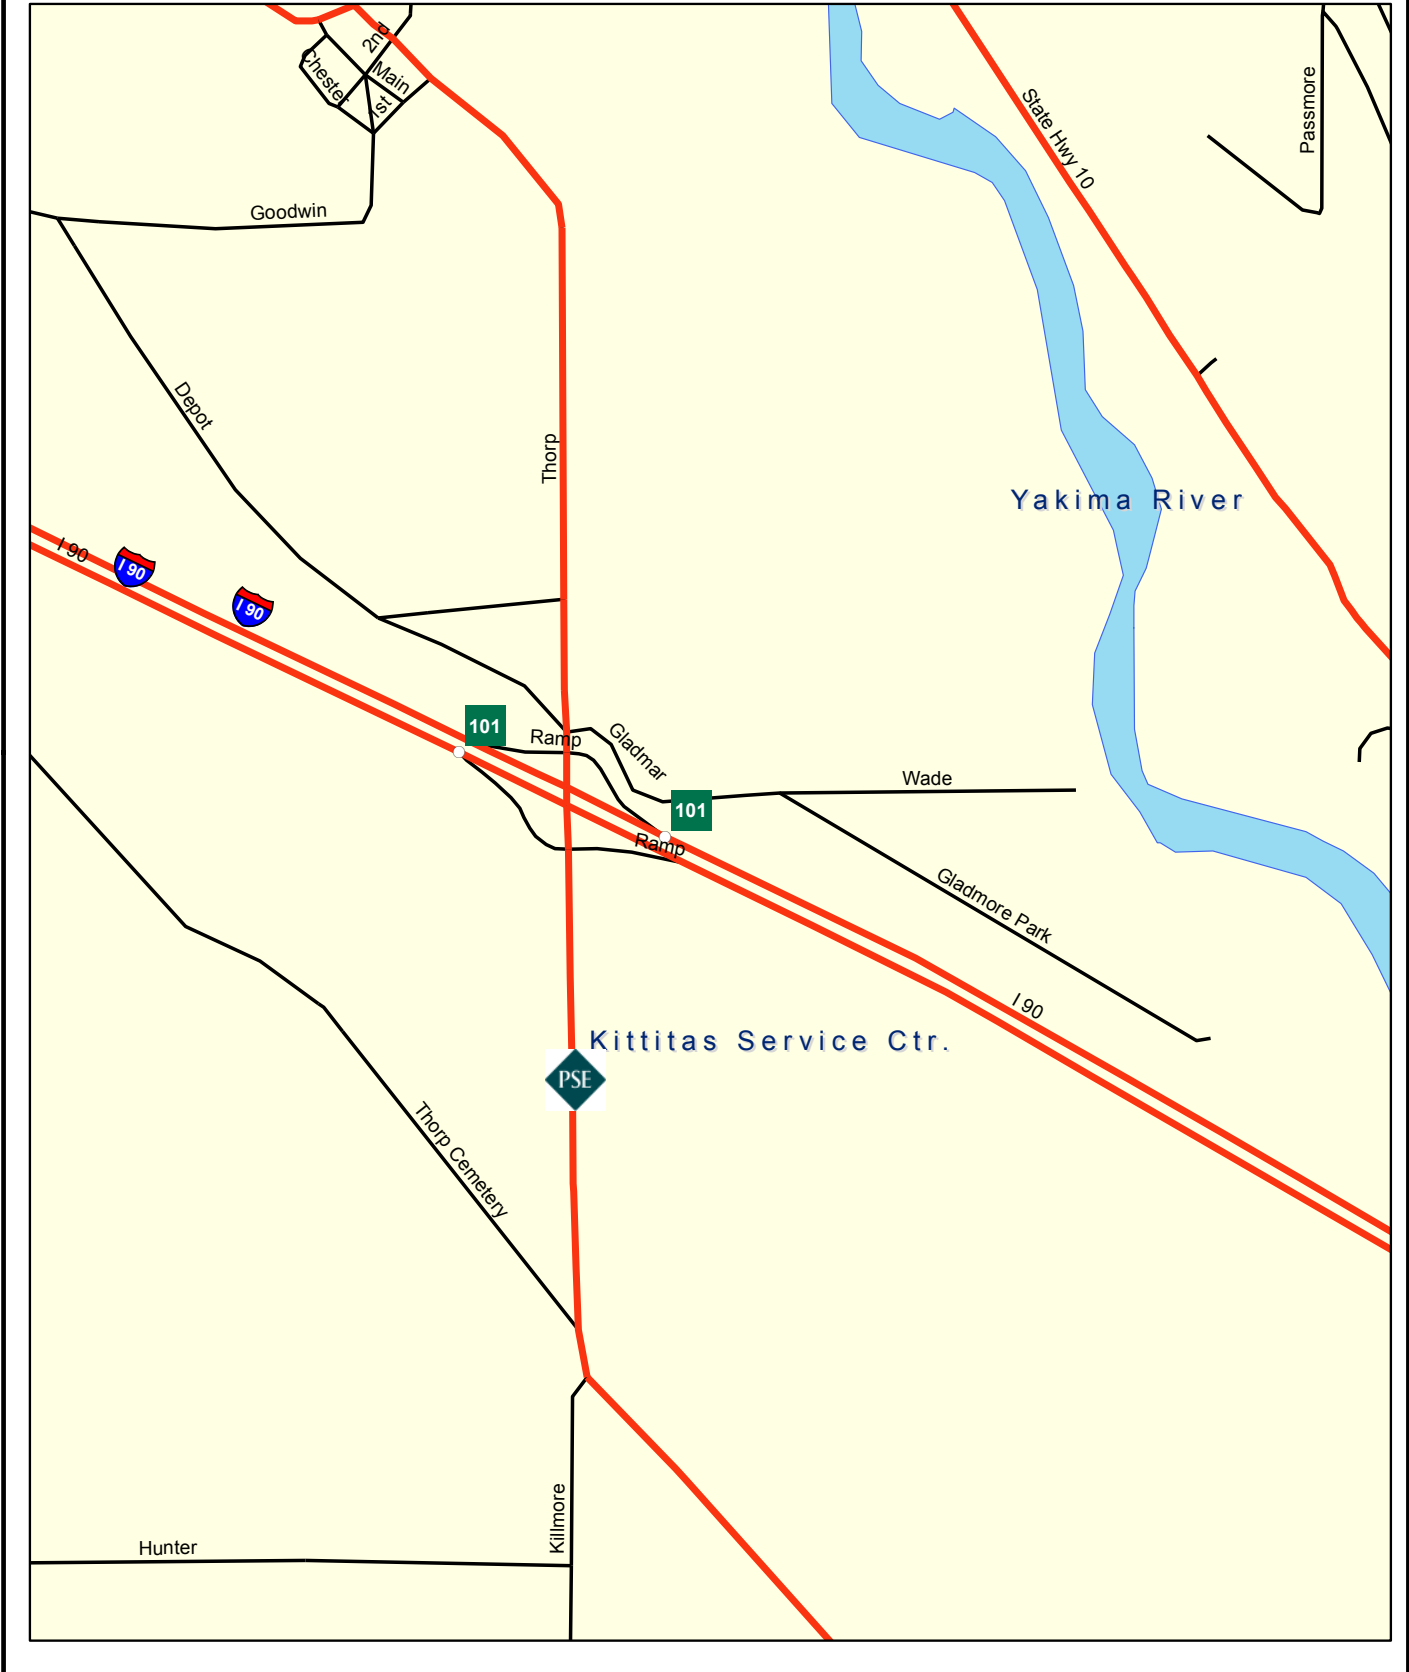 2nd
Chester
Main
1st
State Hwy 10
Passmore
Goodwin
Depot
Thorp
Yakima River
I 90
I 90
I 90
101
Ramp
Gladmar
Wade
101
Ramp
Gladmore Park
I 90
Kittitas Service Ctr.
PSE
Thorp Cemetery
Killmore
Hunter